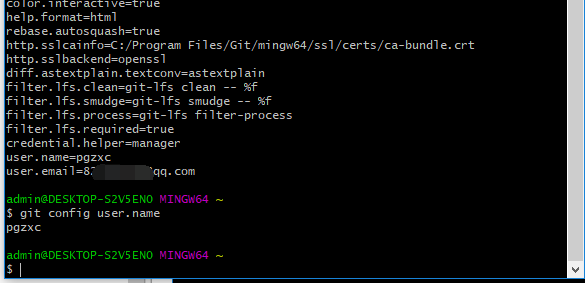 color.interactive=true
help.format=html
rebase.autosquash=true
http.sslcainfo=C:/Program Files/Git/mingw64/ssl/certs/ca-bundle.crt
http.sslbackend=openssl
diff.astextplain.textconv=astextplain
filter.lfs.clean=git-lfs clean -- %f
filter.lfs.smudge=git-lfs smudge -- %f
filter.lfs.process=git-lfs filter-process
filter.lfs.required=true
credential.helper=manager
user.name=pgzxc
user.email=82 qq.com
admin@DESKTOP-S2V5ENO MINGW64 ~
$ git config user.name
pgzxc
admin@DESKTOP-S2V5ENO MINGW64 ~
$